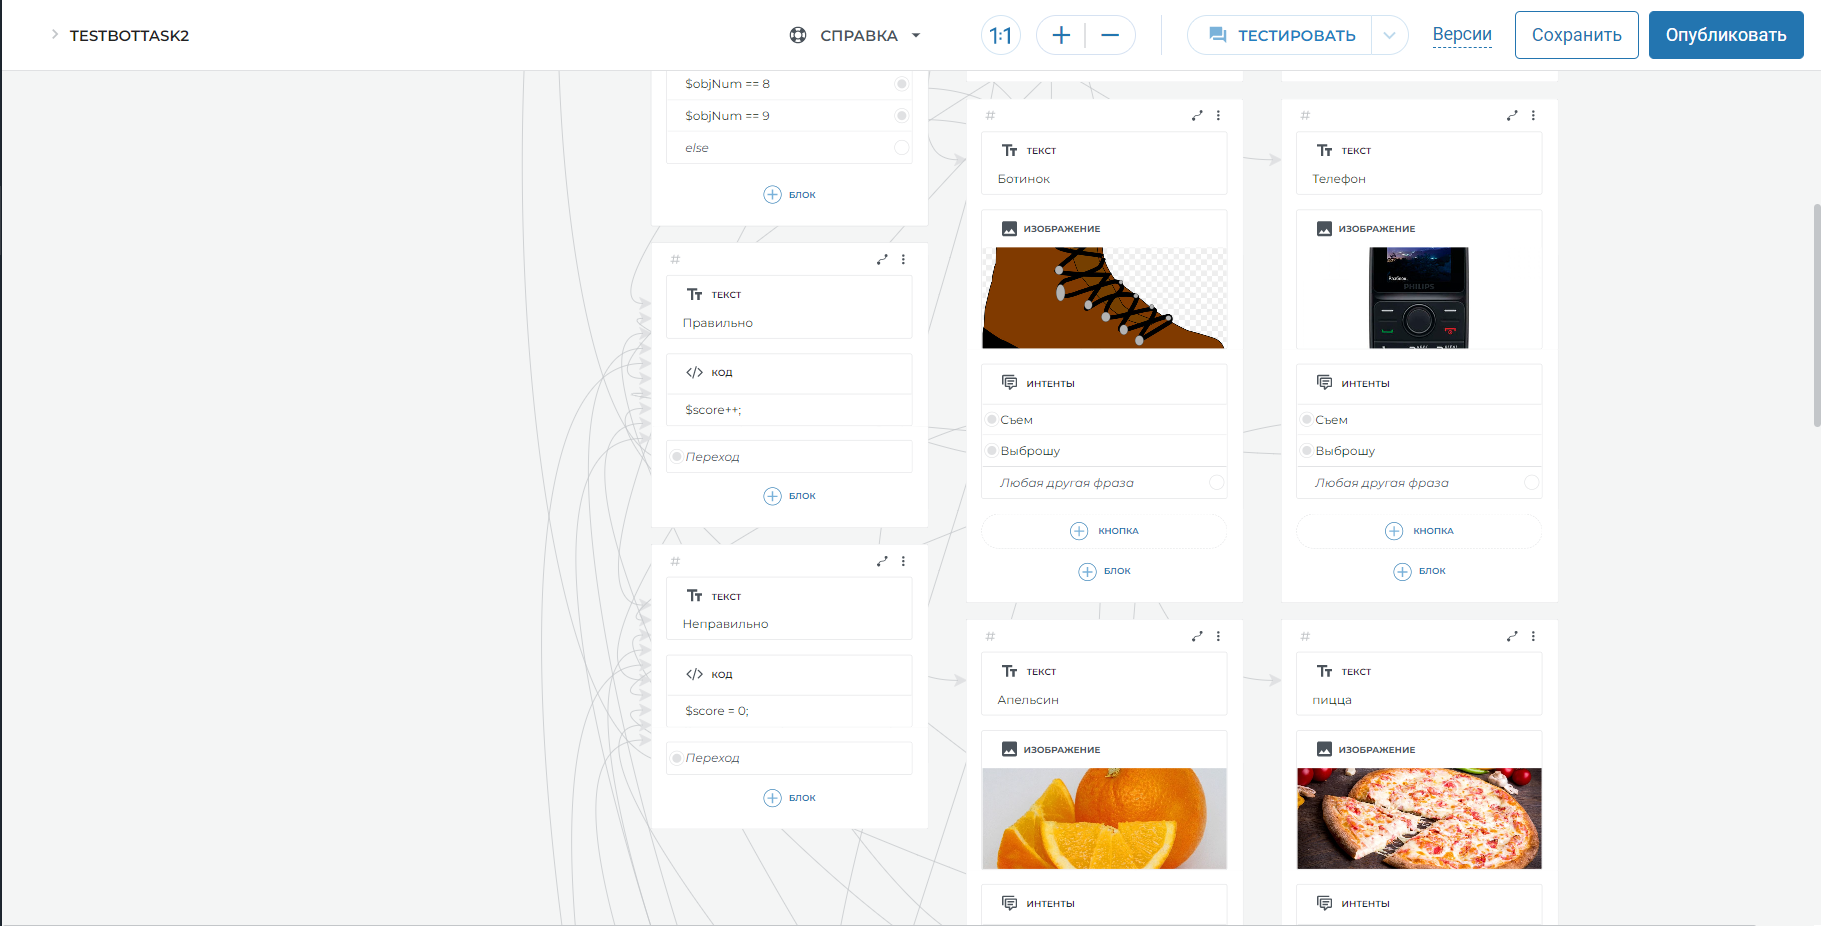 TESTBOTTASK2
СПРАВКА
1:1
ТЕСТИРОВАТЬ
Версии
Сохранить
Опубликовать
$objNum == 8
$objNum == 9
else
БЛОК
#
ТЕКСТ
Правильно
КОД
$score++;
Переход
БЛОК
#
ТЕКСТ
Неправильно
КОД
$score = 0;
Переход
БЛОК
#
ТЕКСТ
Ботинок
ИЗОБРАЖЕНИЕ
ИНТЕНТЫ
Съем
Выброшу
Любая другая фраза
КНОПКА
БЛОК
#
ТЕКСТ
Апельсин
ИЗОБРАЖЕНИЕ
ИНТЕНТЫ
#
ТЕКСТ
Телефон
ИЗОБРАЖЕНИЕ
Разблок.
PHILIPS
ИНТЕНТЫ
Съем
Выброшу
Любая другая фраза
КНОПКА
БЛОК
#
ТЕКСТ
пицца
ИЗОБРАЖЕНИЕ
ИНТЕНТЫ